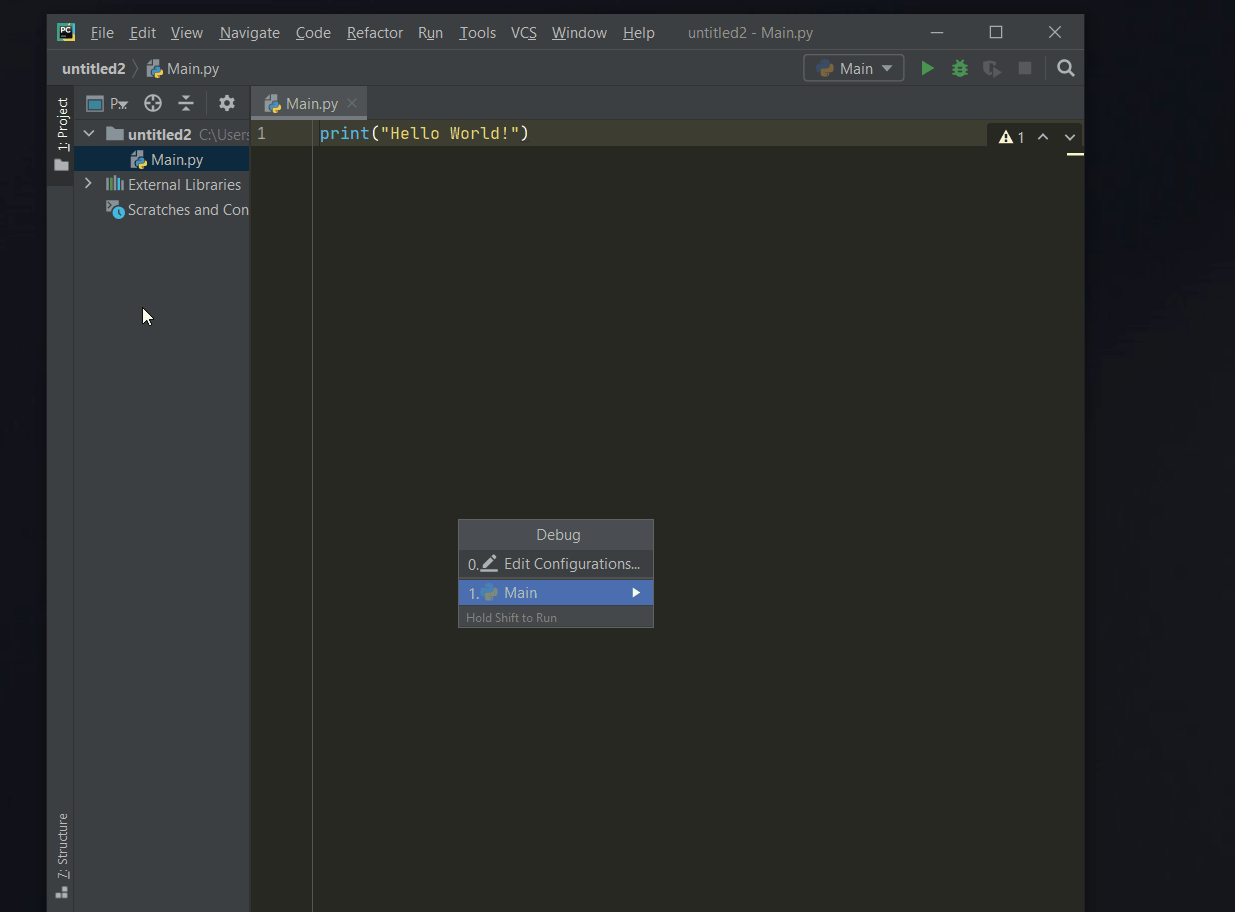 PC File Edit View Navigate Code Refactor Run Tools VCS Window Help untitled2 - Main.py
untitled2 Main.py Main
1: Project
P... Main.py
untitled2 C:\Users
Main.py
External Libraries
Scratches and Con
1 print("Hello World!") 1
Debug
0. Edit Configurations...
1. Main
Hold Shift to Run
7: Structure